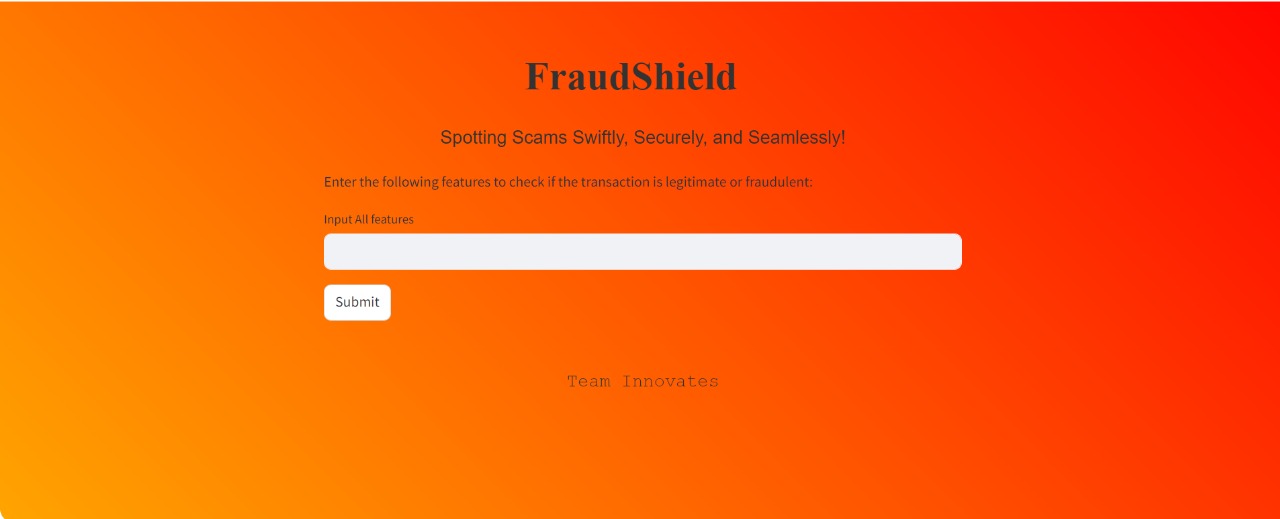 FraudShield
Spotting Scams Swiftly, Securely, and Seamlessly!
Enter the following features to check if the transaction is legitimate or fraudulent:
Input All features
Submit
Team Innovates